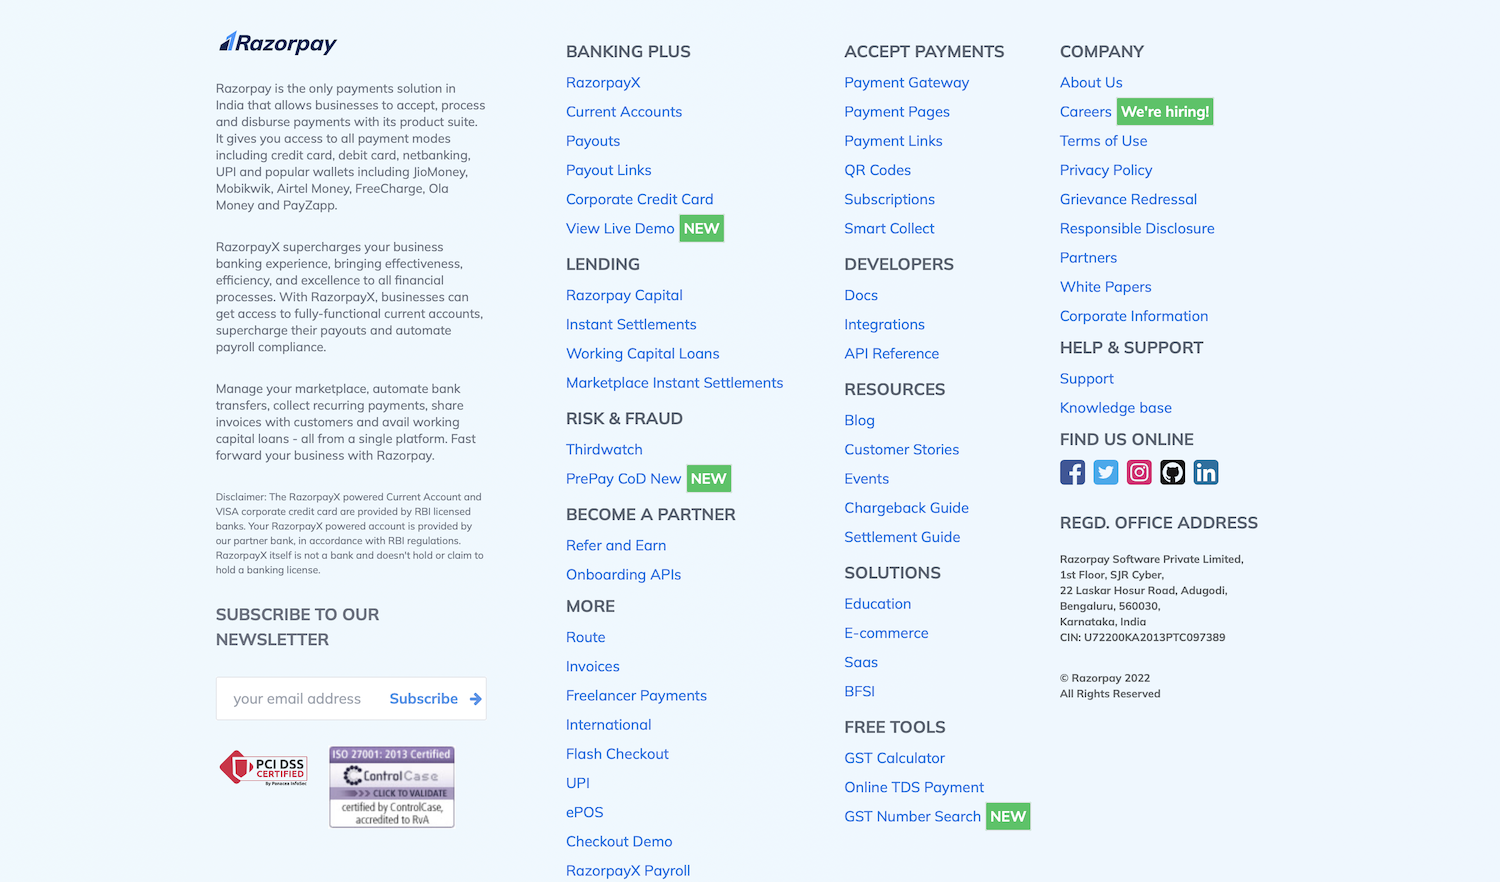 Razorpay
Razorpay is the only payments solution in
India that allows businesses to accept, process
and disburse payments with its product suite.
It gives you access to all payment modes
including credit card, debit card, netbanking,
UPI and popular wallets including JioMoney,
Mobikwik, Airtel Money, FreeCharge, Ola
Money and PayZapp.
RazorpayX supercharges your business
banking experience, bringing effectiveness,
efficiency, and excellence to all financial
processes. With RazorpayX, businesses can
get access to fully-functional current accounts,
supercharge their payouts and automate
payroll compliance.
Manage your marketplace, automate bank
transfers, collect recurring payments, share
invoices with customers and avail working
capital loans - all from a single platform. Fast
forward your business with Razorpay.
Disclaimer: The RazorpayX powered Current Account and
VISA corporate credit card are provided by RBI licensed
banks. Your RazorpayX powered account is provided by
our partner bank, in accordance with RBI regulations.
RazorpayX itself is not a bank and doesn't hold or claim to
hold a banking license.
SUBSCRIBE TO OUR
NEWSLETTER
your email address Subscribe
PCI DSS
CERTIFIED
by Panacea InfoSec
ISO 27001: 2013 Certified
ControlCase
>>> CLICK TO VALIDATE
certified by ControlCase,
accredited to RvA
BANKING PLUS
RazorpayX
Current Accounts
Payouts
Payout Links
Corporate Credit Card
View Live Demo NEW
LENDING
Razorpay Capital
Instant Settlements
Working Capital Loans
Marketplace Instant Settlements
RISK & FRAUD
Thirdwatch
PrePay CoD New NEW
BECOME A PARTNER
Refer and Earn
Onboarding APIs
MORE
Route
Invoices
Freelancer Payments
International
Flash Checkout
UPI
ePOS
Checkout Demo
RazorpayX Payroll
ACCEPT PAYMENTS
Payment Gateway
Payment Pages
Payment Links
QR Codes
Subscriptions
Smart Collect
DEVELOPERS
Docs
Integrations
API Reference
RESOURCES
Blog
Customer Stories
Events
Chargeback Guide
Settlement Guide
SOLUTIONS
Education
E-commerce
Saas
BFSI
FREE TOOLS
GST Calculator
Online TDS Payment
GST Number Search NEW
COMPANY
About Us
Careers We're hiring!
Terms of Use
Privacy Policy
Grievance Redressal
Responsible Disclosure
Partners
White Papers
Corporate Information
HELP & SUPPORT
Support
Knowledge base
FIND US ONLINE
REGD. OFFICE ADDRESS
Razorpay Software Private Limited,
1st Floor, SJR Cyber,
22 Laskar Hosur Road, Adugodi,
Bengaluru, 560030,
Karnataka, India
CIN: U72200KA2013PTC097389
© Razorpay 2022
All Rights Reserved